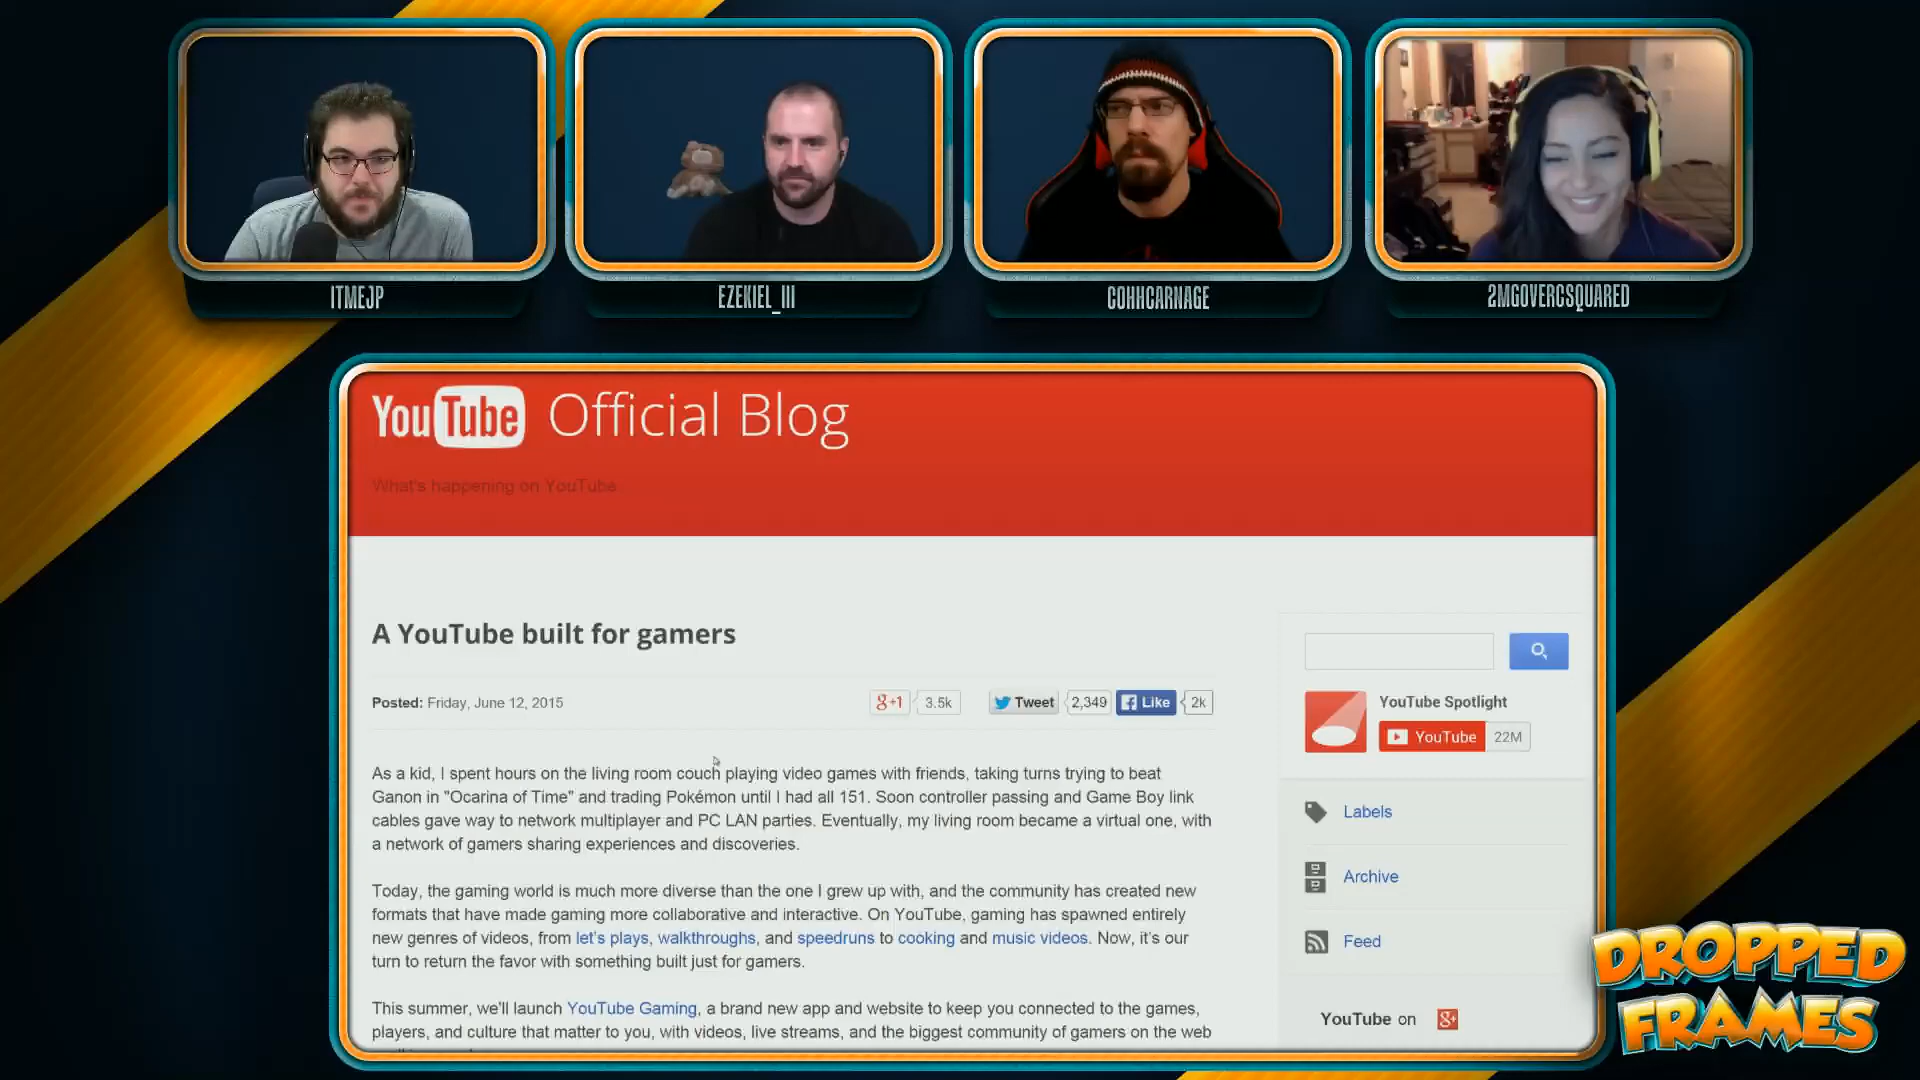 ITMEJP
EZEKIEL_III
COHHCARNAGE
2MGOVERCSQUARED
YouTube Official Blog
What's happening on YouTube
A YouTube built for gamers
Posted: Friday, June 12, 2015
g+1 3.5k Tweet 2,349 Like 2k
As a kid, I spent hours on the living room couch playing video games with friends, taking turns trying to beat
Ganon in "Ocarina of Time" and trading Pokémon until I had all 151. Soon controller passing and Game Boy link
cables gave way to network multiplayer and PC LAN parties. Eventually, my living room became a virtual one, with
a network of gamers sharing experiences and discoveries.
Today, the gaming world is much more diverse than the one I grew up with, and the community has created new
formats that have made gaming more collaborative and interactive. On YouTube, gaming has spawned entirely
new genres of videos, from let's plays, walkthroughs, and speedruns to cooking and music videos. Now, it's our
turn to return the favor with something built just for gamers.
This summer, we'll launch YouTube Gaming, a brand new app and website to keep you connected to the games,
players, and culture that matter to you, with videos, live streams, and the biggest community of gamers on the web
YouTube Spotlight
YouTube 22M
Labels
Archive
Feed
YouTube on g+
DROPPED
FRAMES